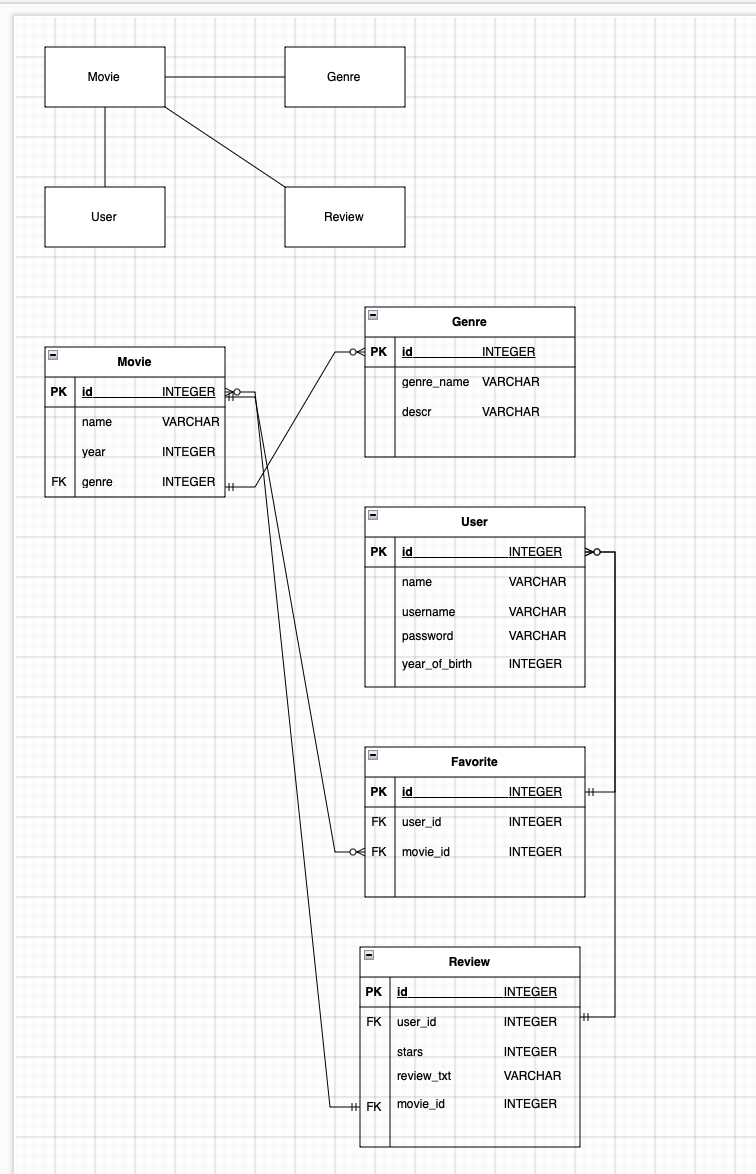 Movie
Genre
User
Review
Genre
PK id INTEGER
genre_name VARCHAR
descr VARCHAR
Movie
PK id INTEGER
name VARCHAR
year INTEGER
FK genre INTEGER
User
PK id INTEGER
name VARCHAR
username VARCHAR
password VARCHAR
year_of_birth INTEGER
Favorite
PK id INTEGER
FK user_id INTEGER
FK movie_id INTEGER
Review
PK id INTEGER
FK user_id INTEGER
stars INTEGER
review_txt VARCHAR
FK movie_id INTEGER